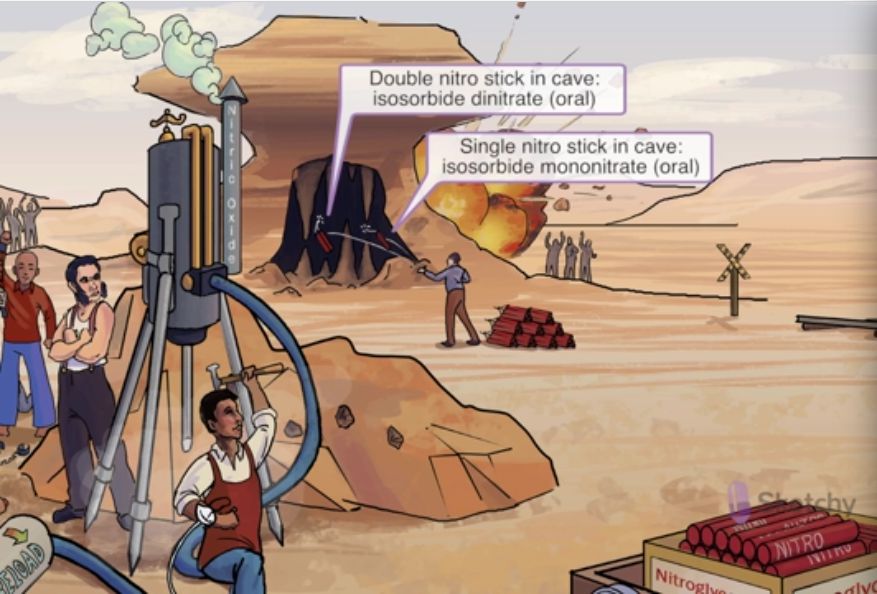 Double nitro stick in cave:
isosorbide dinitrate (oral)
Single nitro stick in cave:
isosorbide mononitrate (oral)
Nitric Oxide
Sketchy
NITRO
NITRO